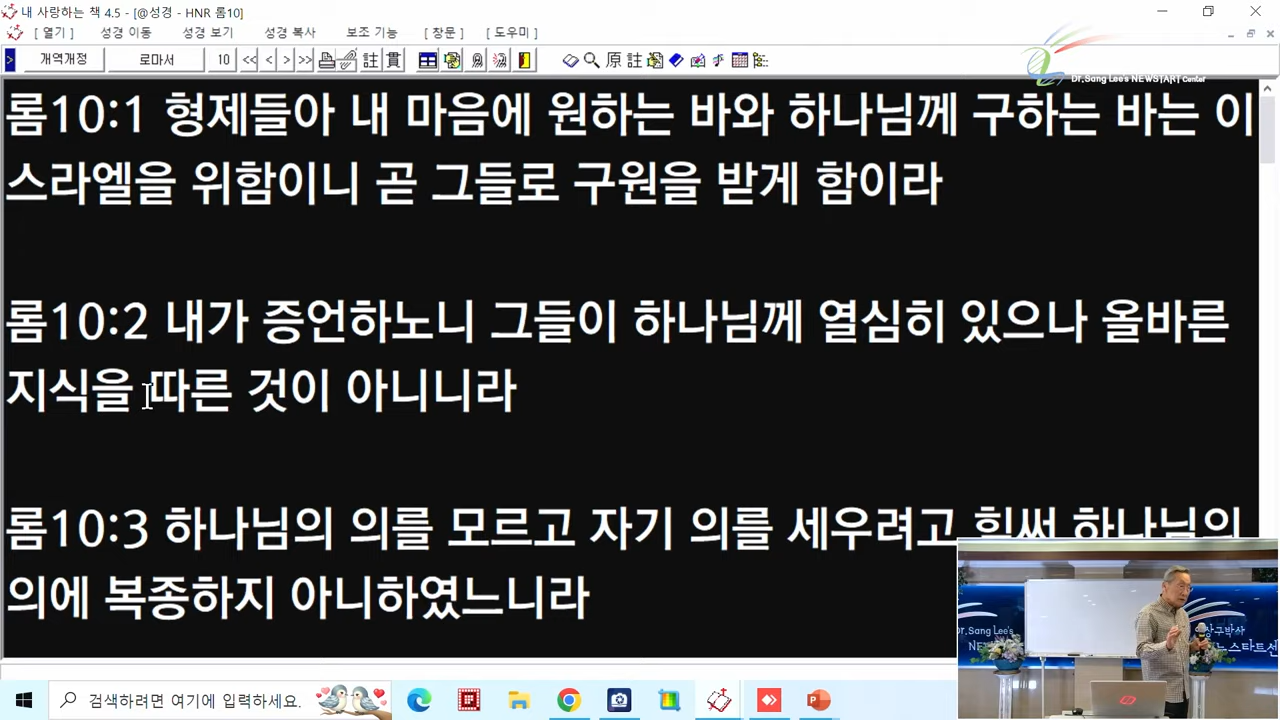 내 사랑하는 책 4.5 - [@성경 - HNR 롬10]
[ 열기 ] 성경 이동 성경 보기 성경 복사 보조 기능 [ 창문 ] [ 도우미 ]
> 개역개정 로마서 10 << < > >> 註 貫 原 註
Dr.Sang Lee's NEWSTART Center
롬10:1 형제들아 내 마음에 원하는 바와 하나님께 구하는 바는 이
스라엘을 위함이니 곧 그들로 구원을 받게 함이라
롬10:2 내가 증언하노니 그들이 하나님께 열심히 있으나 올바른
지식을 따른 것이 아니니라
롬10:3 하나님의 의를 모르고 자기 의를 세우려고 힘써 하나님의
의에 복종하지 아니하였느니라
Dr.Sang Lee's
검색하려면 여기에 입력하세요.